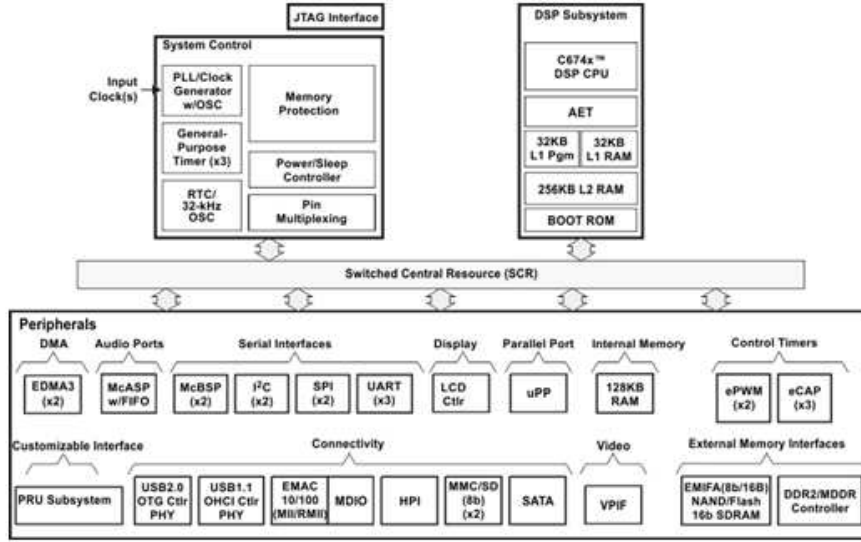 JTAG Interface
System Control
Input
Clock(s)
PLL/Clock
Generator
w/OSC
General-
Purpose
Timer (x3)
RTC/
32-kHz
OSC
Memory
Protection
Power/Sleep
Controller
Pin
Multiplexing
DSP Subsystem
C674x™
DSP CPU
AET
32KB
L1 Pgm
32KB
L1 RAM
256KB L2 RAM
BOOT ROM
Switched Central Resource (SCR)
Peripherals
DMA
Audio Ports
Serial Interfaces
Display
Parallel Port
Internal Memory
Control Timers
EDMA3
(x2)
McASP
w/FIFO
McBSP
(x2)
I²C
(x2)
SPI
(x2)
UART
(x3)
LCD
Ctlr
uPP
128KB
RAM
ePWM
(x2)
eCAP
(x3)
Customizable Interface
Connectivity
Video
External Memory Interfaces
PRU Subsystem
USB2.0
OTG Ctlr
PHY
USB1.1
OHCI Ctlr
PHY
EMAC
10/100
(MII/RMII)
MDIO
HPI
MMC/SD
(8b)
(x2)
SATA
VPIF
EMIFA(8b/16B)
NAND/Flash
16b SDRAM
DDR2/MDDR
Controller